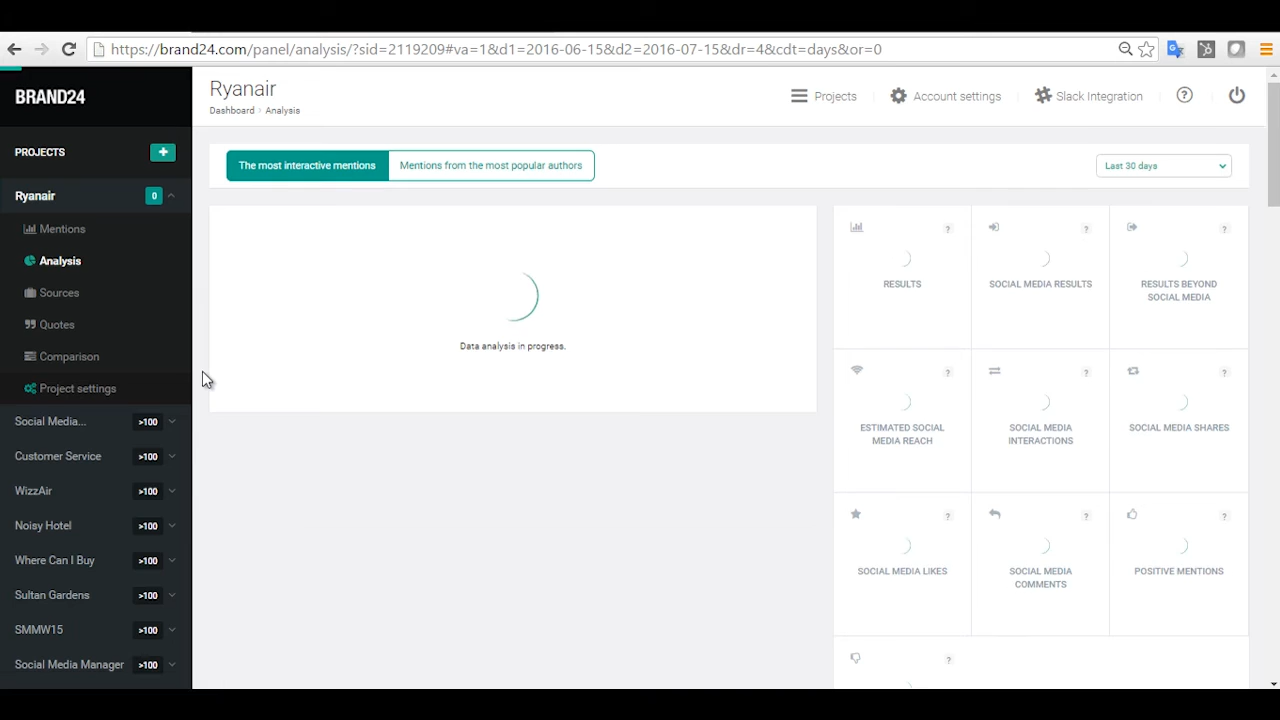 https://brand24.com/panel/analysis/?sid=2119209#va=1&d1=2016-06-15&d2=2016-07-15&dr=4&cdt=days&or=0
BRAND24
Ryanair
Dashboard › Analysis
Projects
Account settings
Slack Integration
?
PROJECTS
+
The most interactive mentions
Mentions from the most popular authors
Last 30 days
Ryanair
0
Mentions
Analysis
Sources
Quotes
Comparison
Project settings
Social Media...
>100
Customer Service
>100
WizzAir
>100
Noisy Hotel
>100
Where Can I Buy
>100
Sultan Gardens
>100
SMMW15
>100
Social Media Manager
>100
Data analysis in progress.
?
RESULTS
?
SOCIAL MEDIA RESULTS
?
RESULTS BEYOND
SOCIAL MEDIA
?
ESTIMATED SOCIAL
MEDIA REACH
?
SOCIAL MEDIA
INTERACTIONS
?
SOCIAL MEDIA SHARES
?
SOCIAL MEDIA LIKES
?
SOCIAL MEDIA
COMMENTS
?
POSITIVE MENTIONS
?